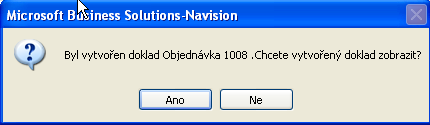 Microsoft Business Solutions-Navision
Byl vytvořen doklad Objednávka 1008 .Chcete vytvořený doklad zobrazit?
Ano
Ne